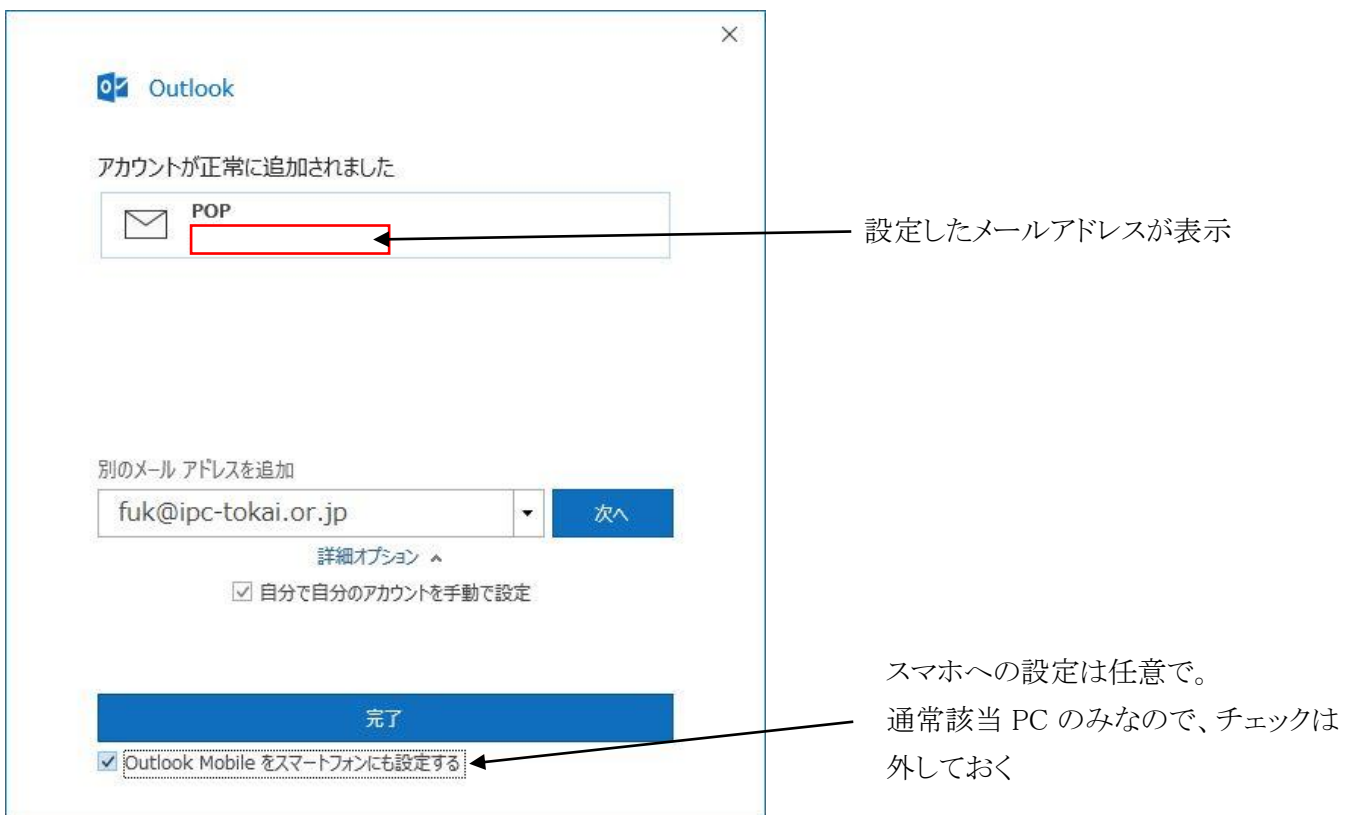 Outlook
アカウントが正常に追加されました
POP
設定したメールアドレスが表示
別のメール アドレスを追加
fuk@ipc-tokai.or.jp
次へ
詳細オプション
自分で自分のアカウントを手動で設定
スマホへの設定は任意で。
通常該当 PC のみなので、チェックは
外しておく
完了
Outlook Mobile をスマートフォンにも設定する